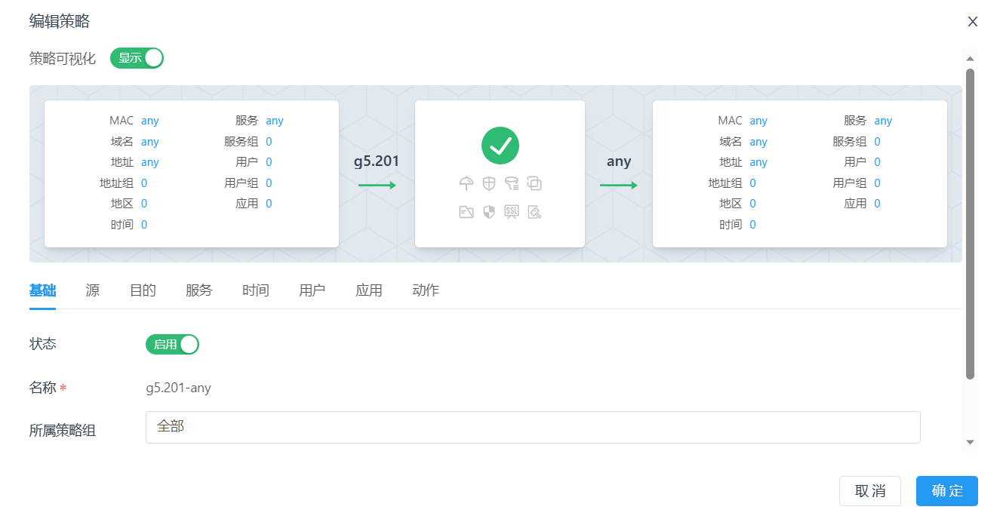 编辑策略
策略可视化 显示
MAC any 服务 any
域名 any 服务组 0
地址 any 用户 0
地址组 0 用户组 0
地区 0 应用 0
时间 0
g5.201
SSL
any
MAC any 服务 any
域名 any 服务组 0
地址 any 用户 0
地址组 0 用户组 0
地区 0 应用 0
时间 0
基础 源 目的 服务 时间 用户 应用 动作
状态 启用
名称* g5.201-any
所属策略组 全部
取消 确定